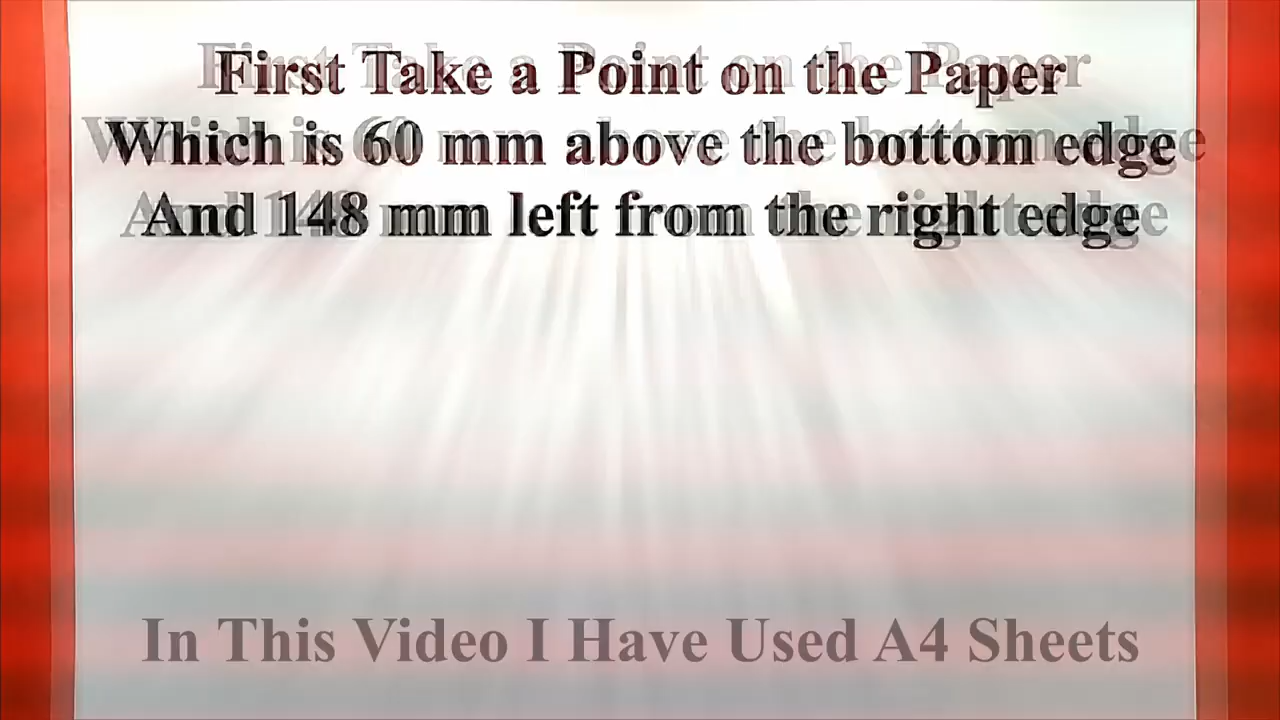 First Take a Point on the Paper
Which is 60 mm above the bottom edge
And 148 mm left from the right edge
In This Video I Have Used A4 Sheets